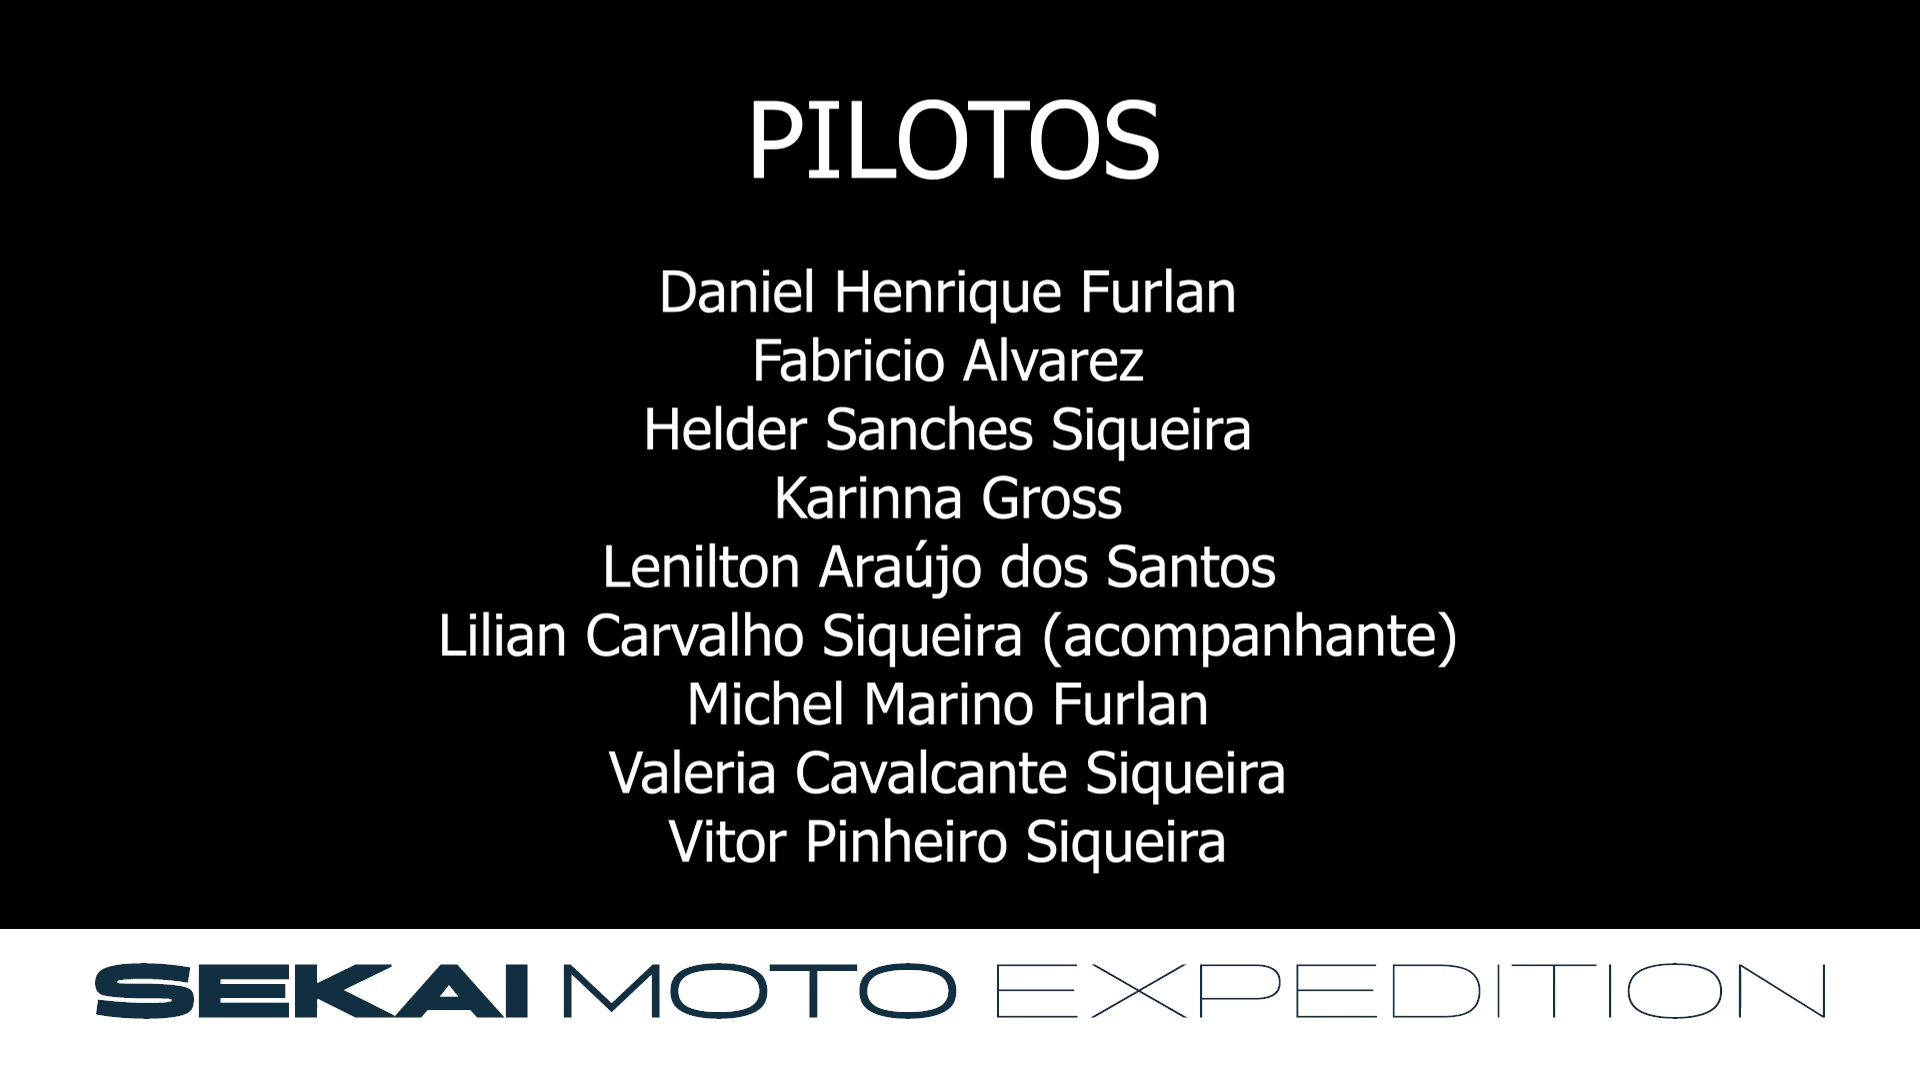 PILOTOS
Daniel Henrique Furlan
Fabricio Alvarez
Helder Sanches Siqueira
Karinna Gross
Lenilton Araújo dos Santos
Lilian Carvalho Siqueira (acompanhante)
Michel Marino Furlan
Valeria Cavalcante Siqueira
Vitor Pinheiro Siqueira
SEKAI MOTO EXPEDITION